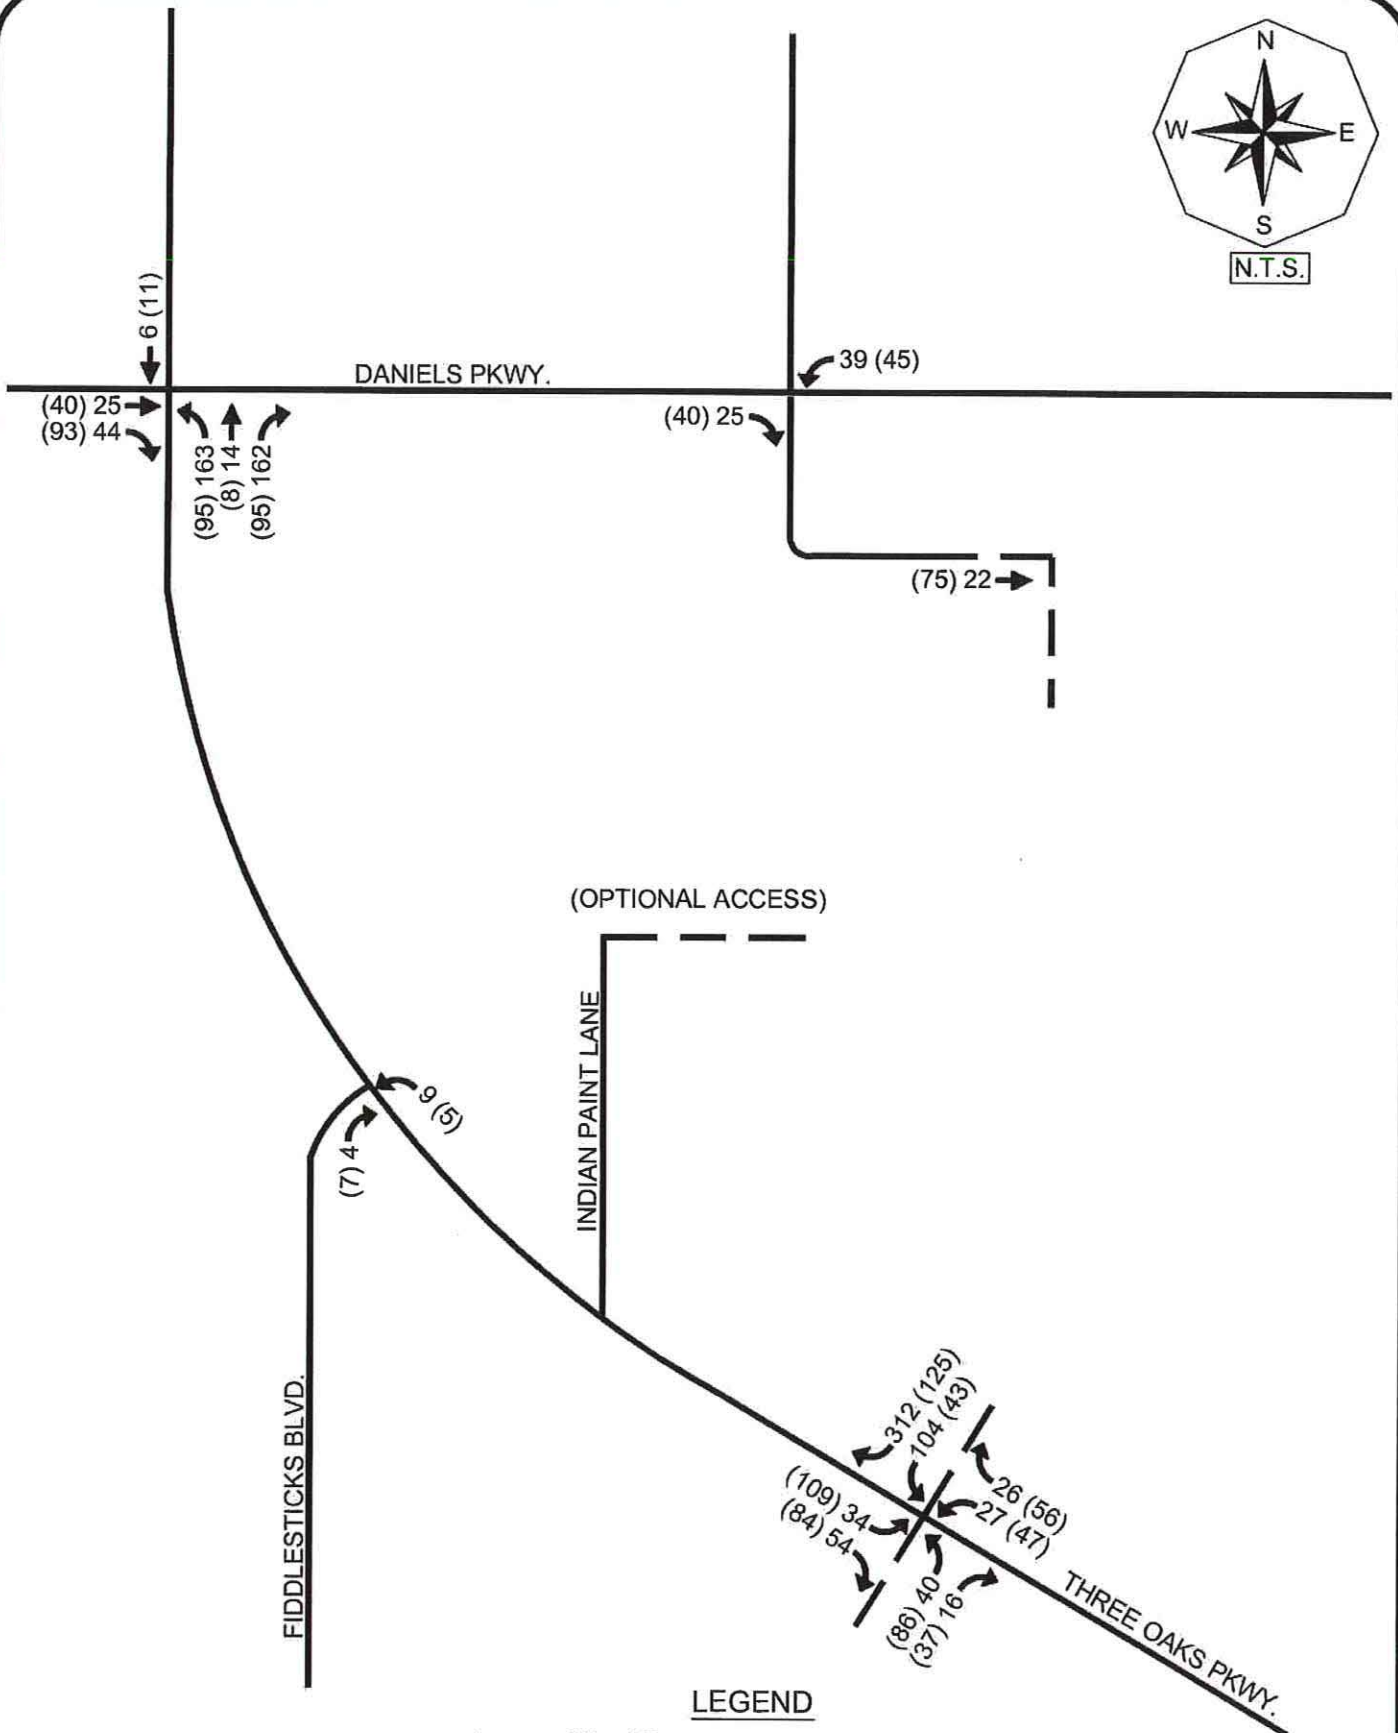 N
W E
S
N.T.S.
6 (11)
DANIELS PKWY.
39 (45)
(40) 25
(93) 44
(95) 163
(8) 14
(95) 162
(40) 25
(75) 22
(OPTIONAL ACCESS)
INDIAN PAINT LANE
9 (5)
(7) 4
FIDDLESTICKS BLVD.
312 (125)
104 (43)
26 (56)
27 (47)
(109) 34
(84) 54
(86) 40
(37) 16
THREE OAKS PKWY.
LEGEND